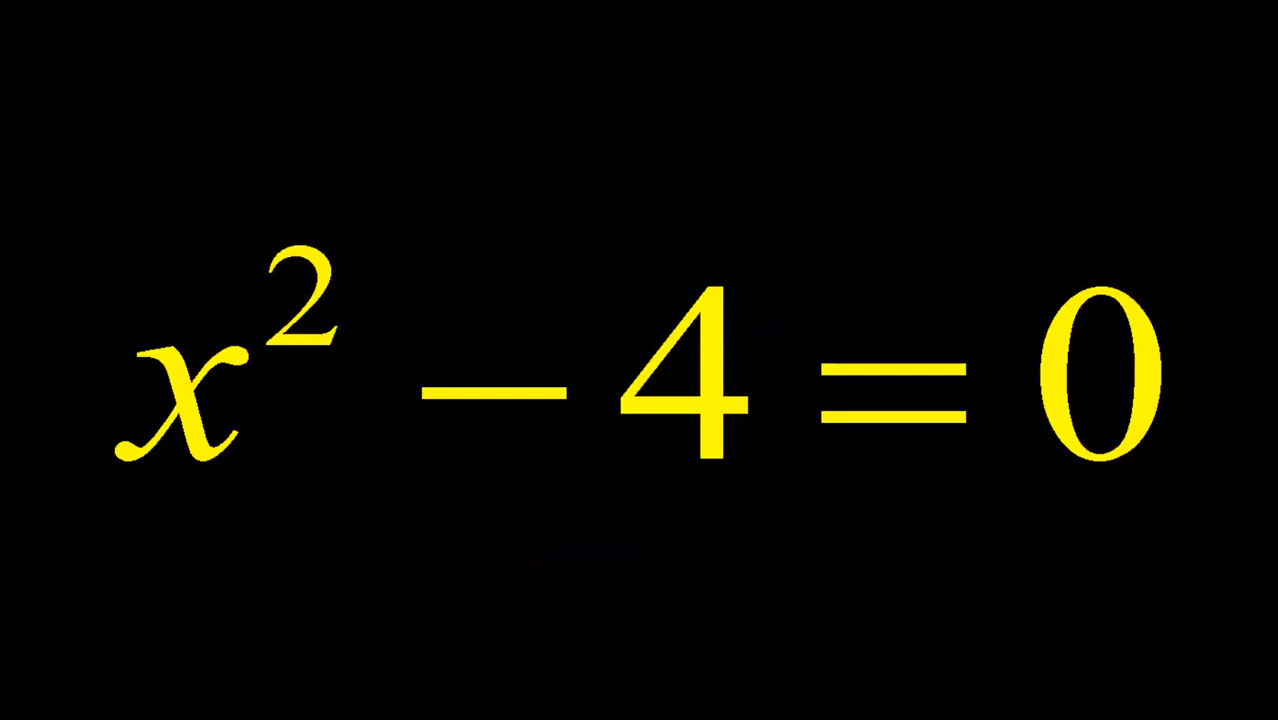 x² − 4 = 0